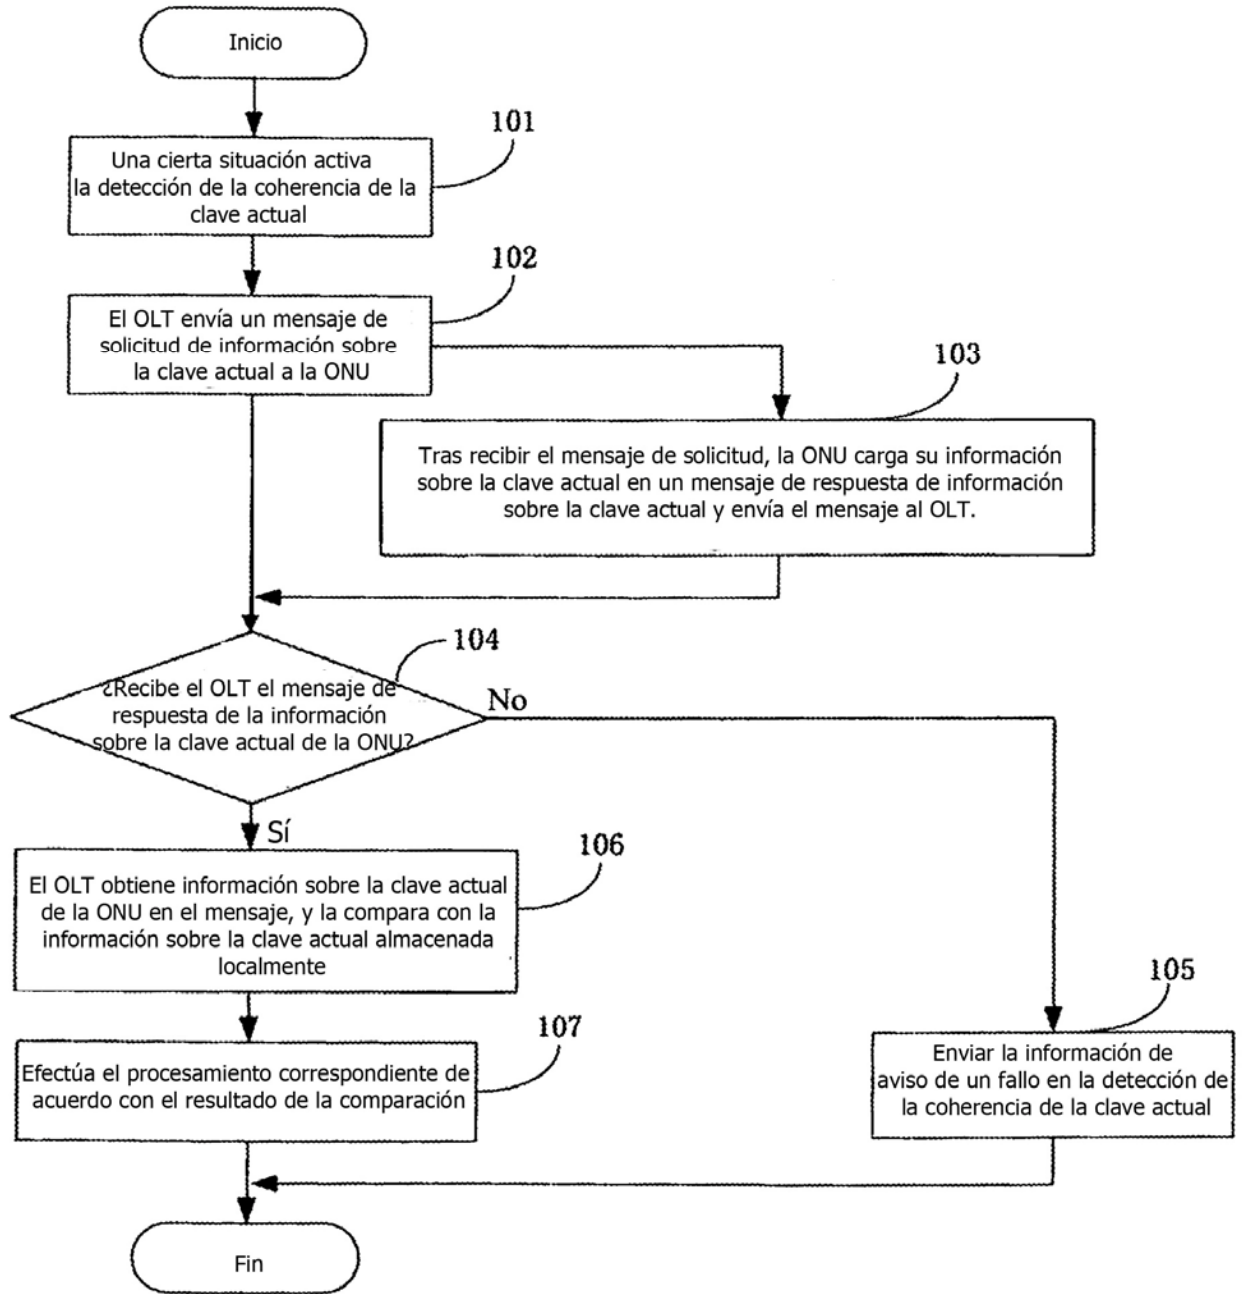 Inicio
101
Una cierta situación activa
la detección de la coherencia de la
clave actual
102
El OLT envía un mensaje de
solicitud de información sobre
la clave actual a la ONU
103
Tras recibir el mensaje de solicitud, la ONU carga su información
sobre la clave actual en un mensaje de respuesta de información
sobre la clave actual y envía el mensaje al OLT.
104
¿Recibe el OLT el mensaje de
respuesta de la información
sobre la clave actual de la ONU?
No
Sí
106
El OLT obtiene información sobre la clave actual
de la ONU en el mensaje, y la compara con la
información sobre la clave actual almacenada
localmente
105
Enviar la información de
aviso de un fallo en la detección de
la coherencia de la clave actual
107
Efectúa el procesamiento correspondiente de
acuerdo con el resultado de la comparación
Fin